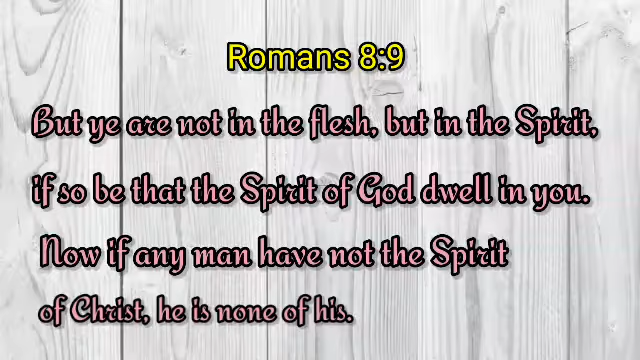 Romans 8:9
But ye are not in the flesh, but in the Spirit,
if so be that the Spirit of God dwell in you.
Now if any man have not the Spirit
of Christ, he is none of his.